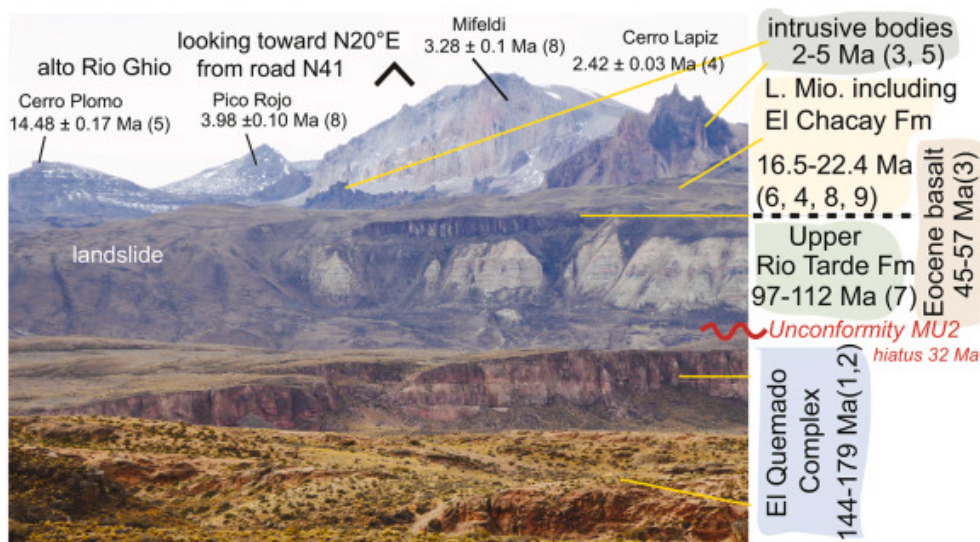 alto Rio Ghio
Cerro Plomo
14.48 ± 0.17 Ma (5)
looking toward N20°E
from road N41
Pico Rojo
3.98 ±0.10 Ma (8)
Mifeldi
3.28 ± 0.1 Ma (8)
Cerro Lapiz
2.42 ± 0.03 Ma (4)
landslide
intrusive bodies
2-5 Ma (3, 5)
L. Mio. including
El Chacay Fm
16.5-22.4 Ma
(6, 4, 8, 9)
Eocene basalt
45-57 Ma(3)
Upper
Rio Tarde Fm
97-112 Ma (7)
Unconformity MU2
hiatus 32 Ma
El Quemado
Complex
144-179 Ma(1,2)